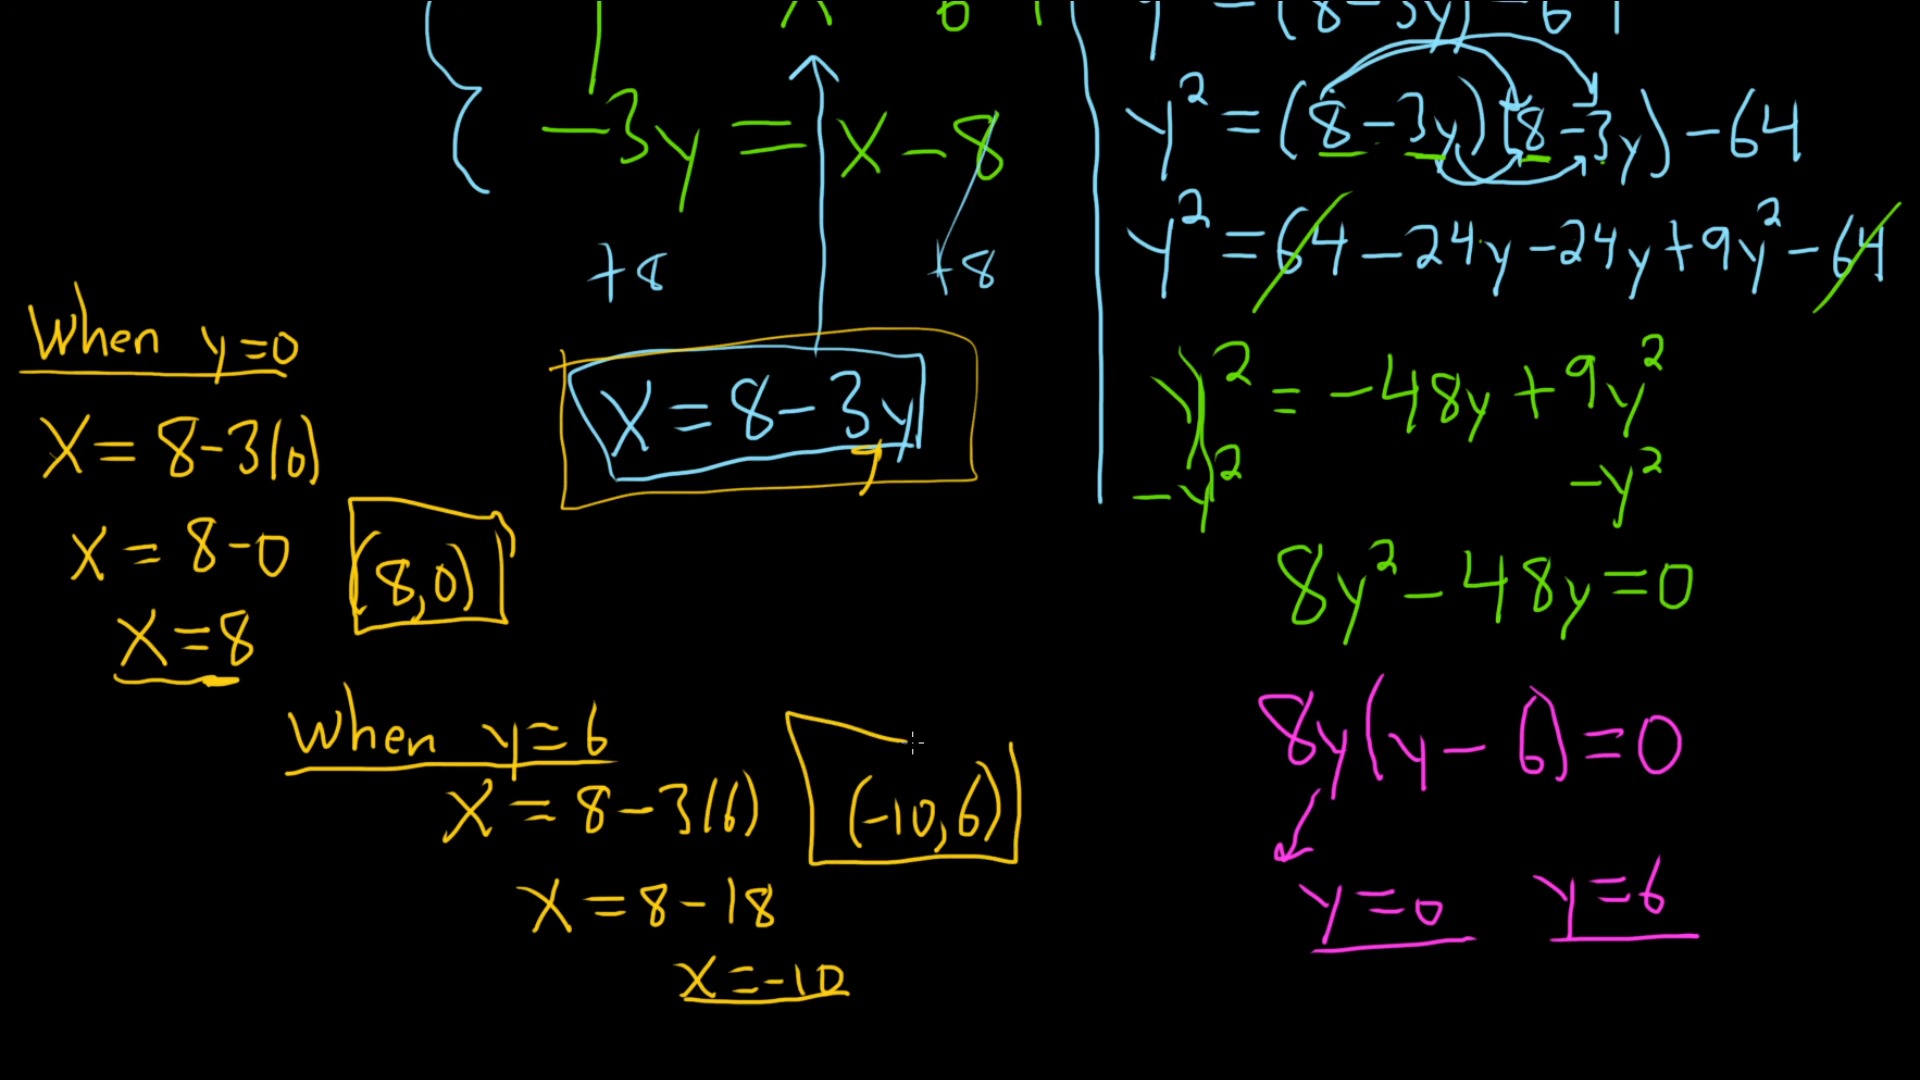 -3y = x - 8
+8 +8
x = 8 - 3y
When y = 0
x = 8 - 3(0)
x = 8 - 0
x = 8
(8, 0)
When y = 6
x = 8 - 3(6)
x = 8 - 18
x = -10
(-10, 6)
y² = (8 - 3y)(8 - 3y) - 64
y² = 64 - 24y - 24y + 9y² - 64
y² = -48y + 9y²
-y² -y²
8y² - 48y = 0
8y(y - 6) = 0
y = 0 y = 6